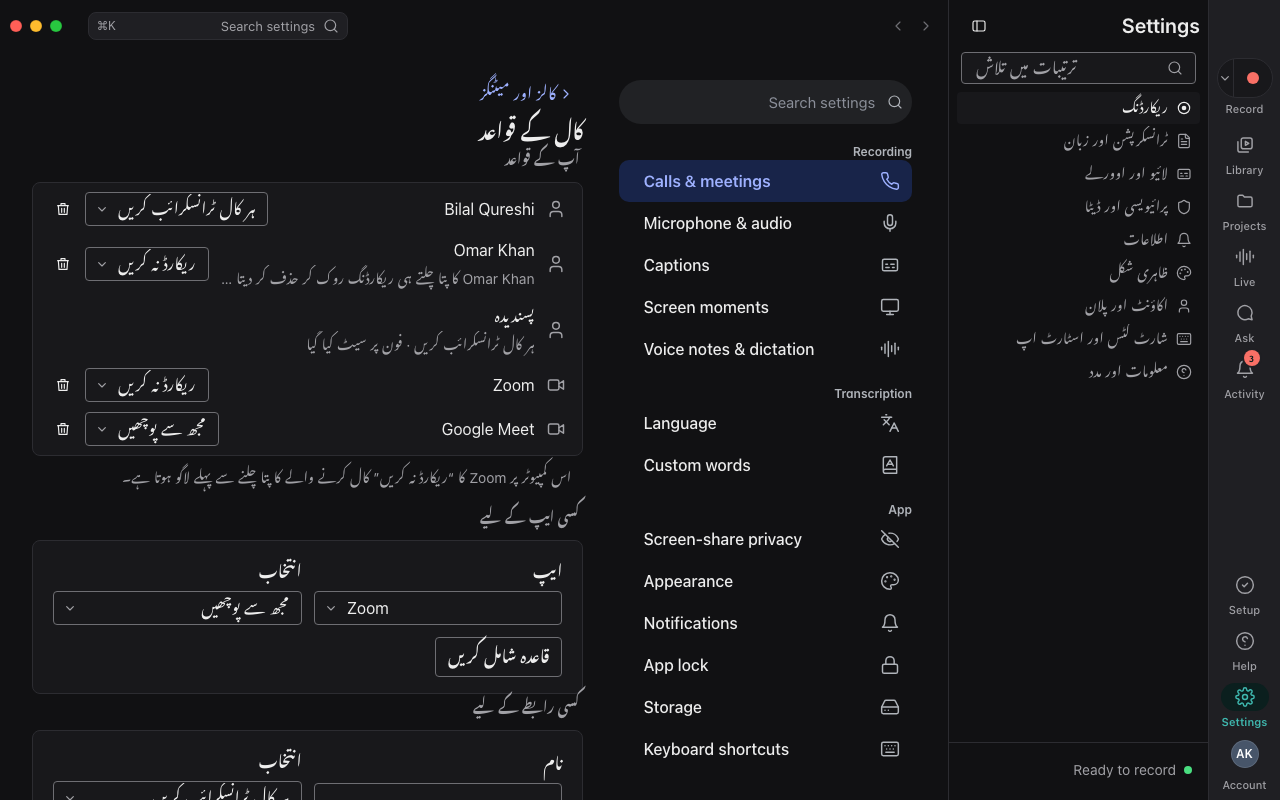 Search settings
⌘K
Settings
ترتیبات میں تلاش
ریکارڈنگ
ٹرانسکرپشن اور زبان
لائیو اور اوورلے
پرائیویسی اور ڈیٹا
اطلاعات
ظاہری شکل
اکاؤنٹ اور پلان
شارٹ کٹس اور اسٹارٹ اپ
معلومات اور مدد
Ready to record
Record
Library
Projects
Live
Ask
3
Activity
Setup
Help
Settings
AK
Account
Search settings
Recording
Calls & meetings
Microphone & audio
Captions
Screen moments
Voice notes & dictation
Transcription
Language
Custom words
App
Screen-share privacy
Appearance
Notifications
App lock
Storage
Keyboard shortcuts
کالز اور میٹنگز
کال کے قواعد
آپ کے قواعد
Bilal Qureshi
ہر کال ٹرانسکرائب کریں
Omar Khan
Omar Khan کا پتا چلتے ہی ریکارڈنگ روک کر حذف کر دیتا ...
ریکارڈ نہ کریں
پسندیدہ
ہر کال ٹرانسکرائب کریں · فون پر سیٹ کیا گیا
Zoom
ریکارڈ نہ کریں
Google Meet
مجھ سے پوچھیں
اس کمپیوٹر پر Zoom کا "ریکارڈ نہ کریں" کال کرنے والے کا پتا چلنے سے پہلے لاگو ہوتا ہے۔
کسی ایپ کے لیے
ایپ
انتخاب
Zoom
مجھ سے پوچھیں
قاعدہ شامل کریں
کسی رابطے کے لیے
نام
انتخاب
ہر کال ٹرانسکرائب کریں